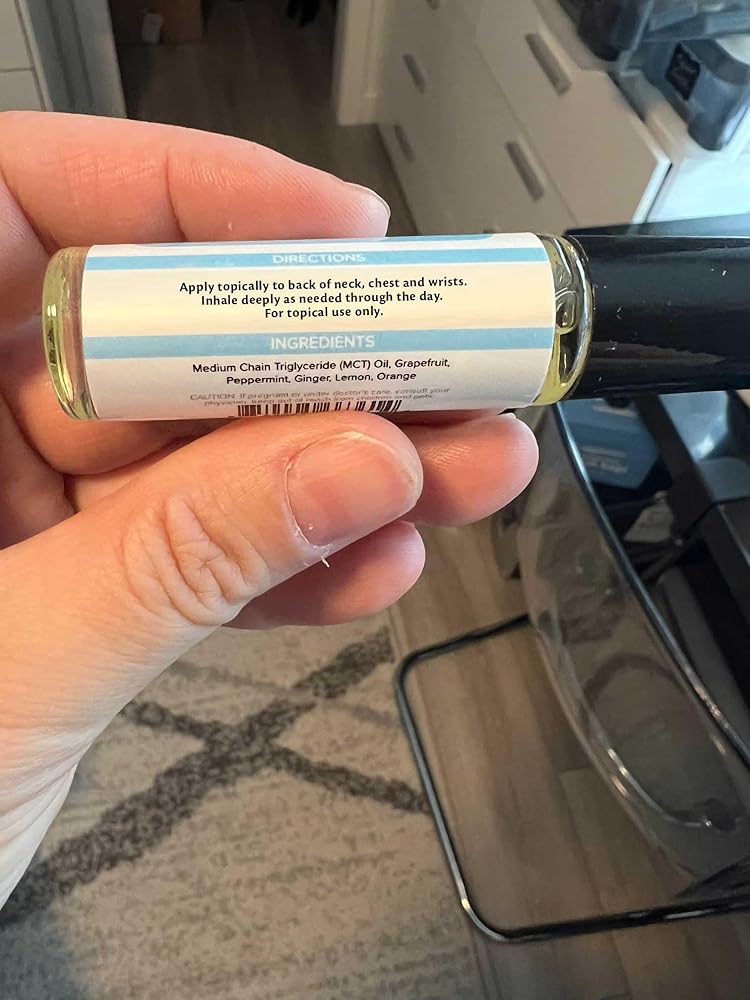 DIRECTIONS
Apply topically to back of neck, chest and wrists.
Inhale deeply as needed through the day.
For topical use only.
INGREDIENTS
Medium Chain Triglyceride (MCT) Oil, Grapefruit,
Peppermint, Ginger, Lemon, Orange
CAUTION: If pregnant or under doctor's care, consult your
physician. Keep out of reach from children and pets.